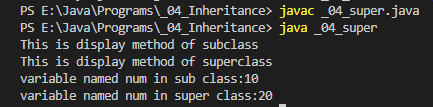 PS E:\Java\Programs\_04_Inheritance> javac _04_super.java
PS E:\Java\Programs\_04_Inheritance> java _04_super
This is display method of subclass
This is display method of superclass
variable named num in sub class:10
variable named num in super class:20